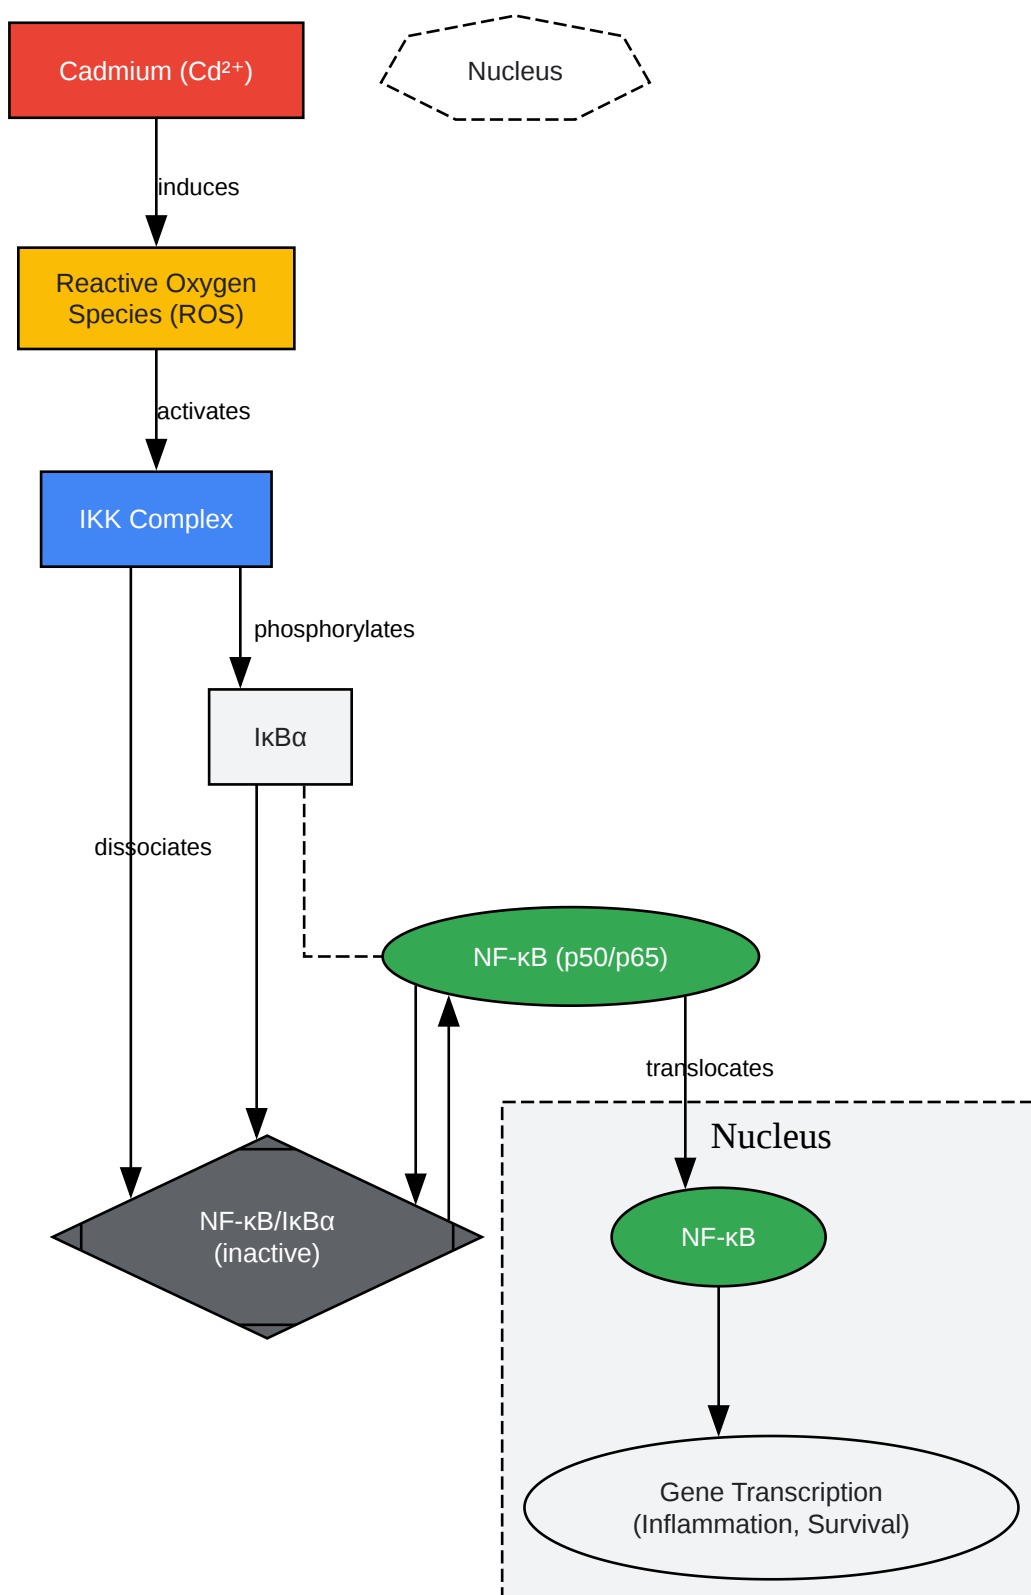 Cadmium (Cd²⁺)
Nucleus
induces
Reactive Oxygen
Species (ROS)
activates
IKK Complex
phosphorylates
IκBα
dissociates
NF-κB (p50/p65)
translocates
Nucleus
NF-κB/IκBα
(inactive)
NF-κB
Gene Transcription
(Inflammation, Survival)